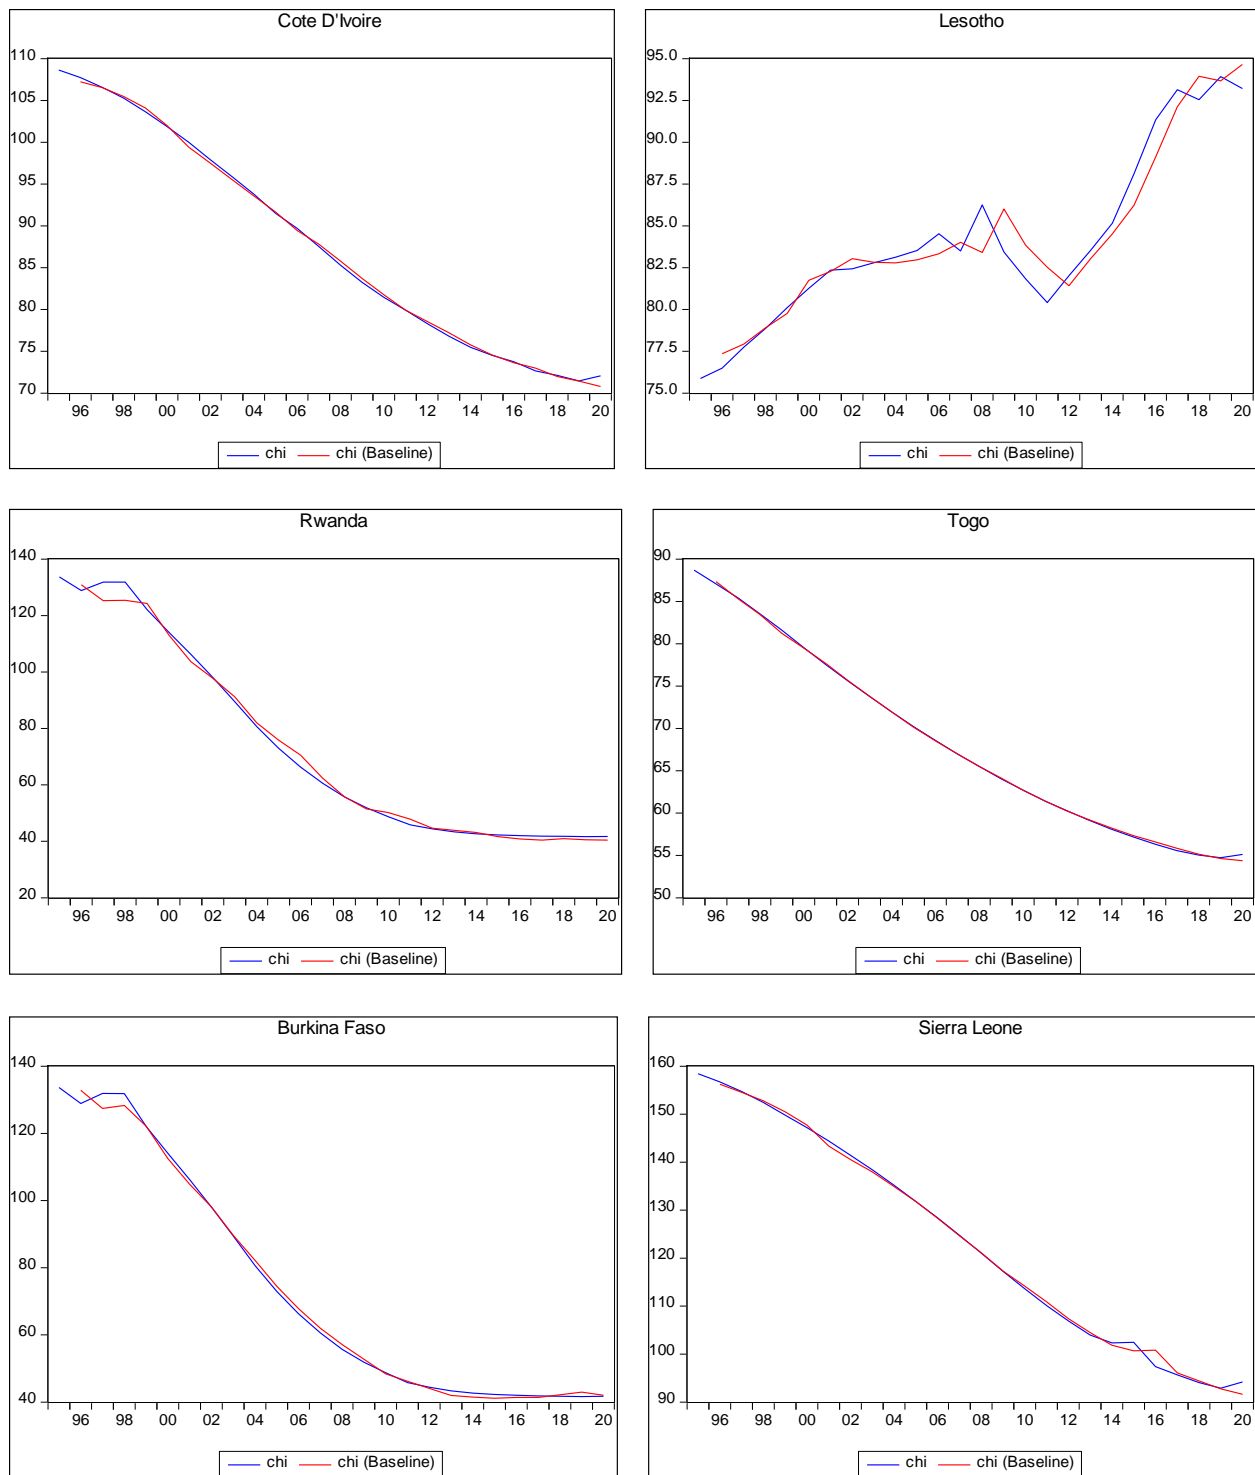 Cote D'Ivoire
110
105
100
95
90
85
80
75
70
96 98 00 02 04 06 08 10 12 14 16 18 20
chi chi (Baseline)
Lesotho
95.0
92.5
90.0
87.5
85.0
82.5
80.0
77.5
75.0
96 98 00 02 04 06 08 10 12 14 16 18 20
chi chi (Baseline)
Rwanda
140
120
100
80
60
40
20
96 98 00 02 04 06 08 10 12 14 16 18 20
chi chi (Baseline)
Togo
90
85
80
75
70
65
60
55
50
96 98 00 02 04 06 08 10 12 14 16 18 20
chi chi (Baseline)
Burkina Faso
140
120
100
80
60
40
96 98 00 02 04 06 08 10 12 14 16 18 20
chi chi (Baseline)
Sierra Leone
160
150
140
130
120
110
100
90
96 98 00 02 04 06 08 10 12 14 16 18 20
chi chi (Baseline)